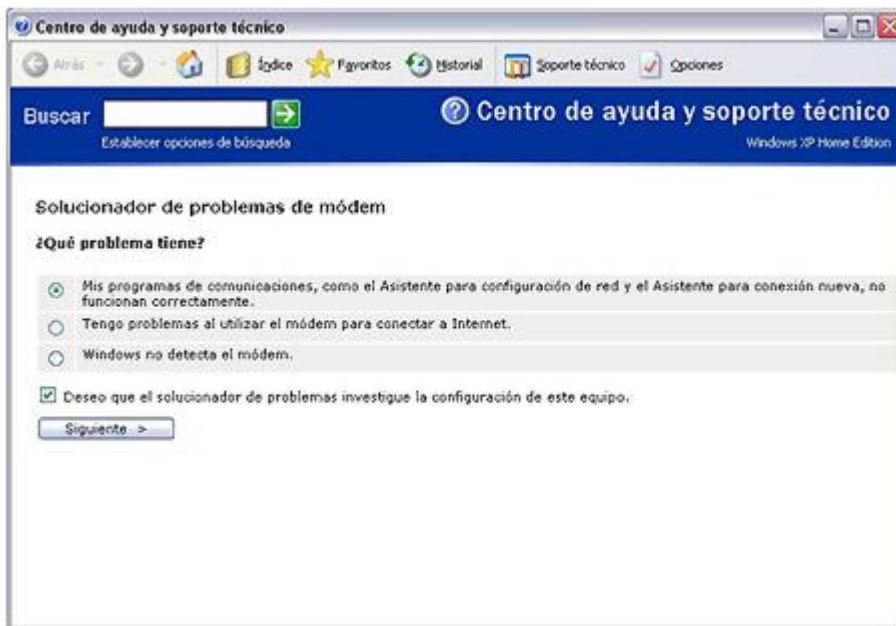 Centro de ayuda y soporte técnico
Atrás
Índice
Favoritos
Historial
Soporte técnico
Opciones
Buscar
Centro de ayuda y soporte técnico
Establecer opciones de búsqueda
Windows XP Home Edition
Solucionador de problemas de módem
¿Qué problema tiene?
Mis programas de comunicaciones, como el Asistente para configuración de red y el Asistente para conexión nueva, no
funcionan correctamente.
Tengo problemas al utilizar el módem para conectar a Internet.
Windows no detecta el módem.
Deseo que el solucionador de problemas investigue la configuración de este equipo.
Siguiente >